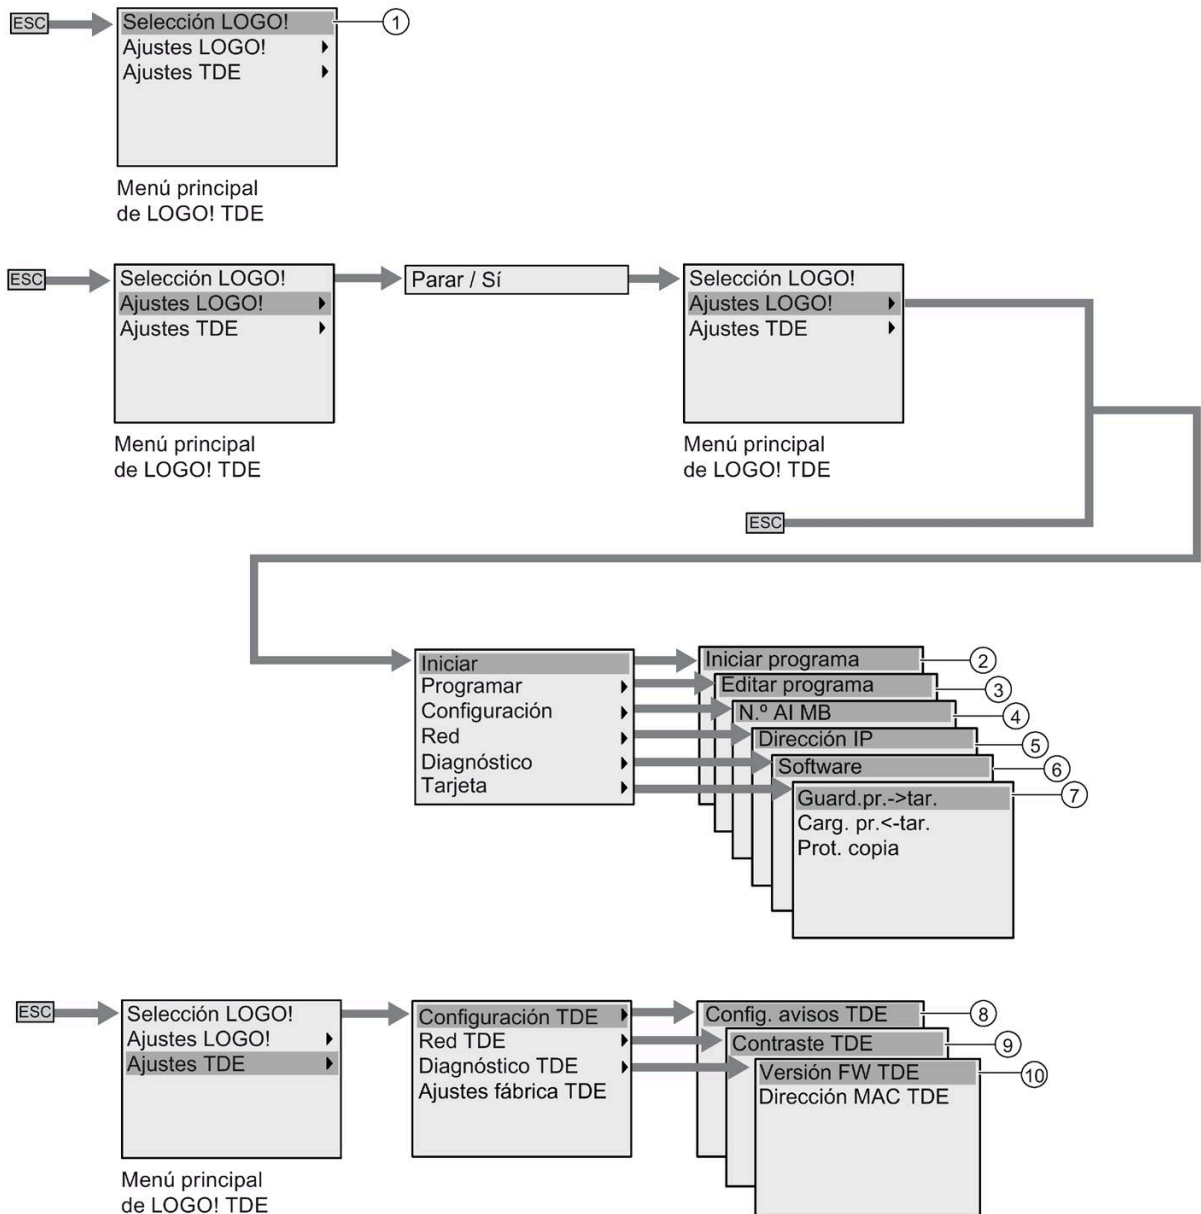 ESC
Selección LOGO!
1
Ajustes LOGO!
Ajustes TDE
Menú principal
de LOGO! TDE
ESC
Selección LOGO!
Ajustes LOGO!
Ajustes TDE
Menú principal
de LOGO! TDE
Parar / Sí
Selección LOGO!
Ajustes LOGO!
Ajustes TDE
Menú principal
de LOGO! TDE
ESC
Iniciar
Programar
Configuración
Red
Diagnóstico
Tarjeta
Iniciar programa
2
Editar programa
3
N.º AI MB
4
Dirección IP
5
Software
6
Guard.pr.->tar.
7
Carg. pr.<-tar.
Prot. copia
ESC
Selección LOGO!
Ajustes LOGO!
Ajustes TDE
Menú principal
de LOGO! TDE
Configuración TDE
Red TDE
Diagnóstico TDE
Ajustes fábrica TDE
Config. avisos TDE
8
Contraste TDE
9
Versión FW TDE
10
Dirección MAC TDE